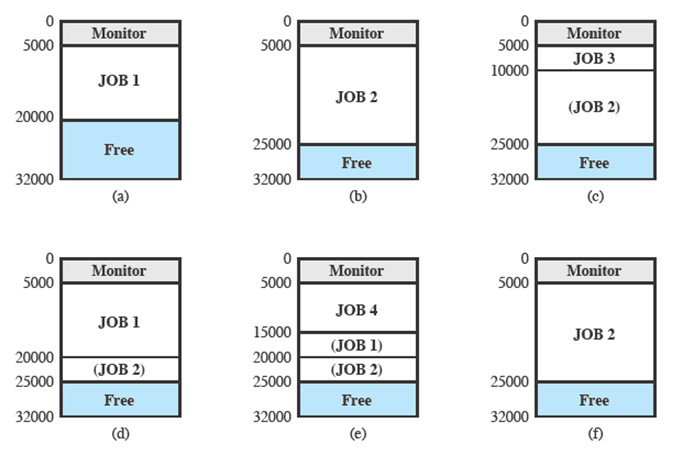 0
Monitor
5000
JOB 1
20000
Free
32000
(a)
0
Monitor
5000
JOB 2
25000
Free
32000
(b)
0
Monitor
5000
JOB 3
10000
(JOB 2)
25000
Free
32000
(c)
0
Monitor
5000
JOB 1
20000
(JOB 2)
25000
Free
32000
(d)
0
Monitor
5000
JOB 4
15000
(JOB 1)
20000
(JOB 2)
25000
Free
32000
(e)
0
Monitor
5000
JOB 2
25000
Free
32000
(f)